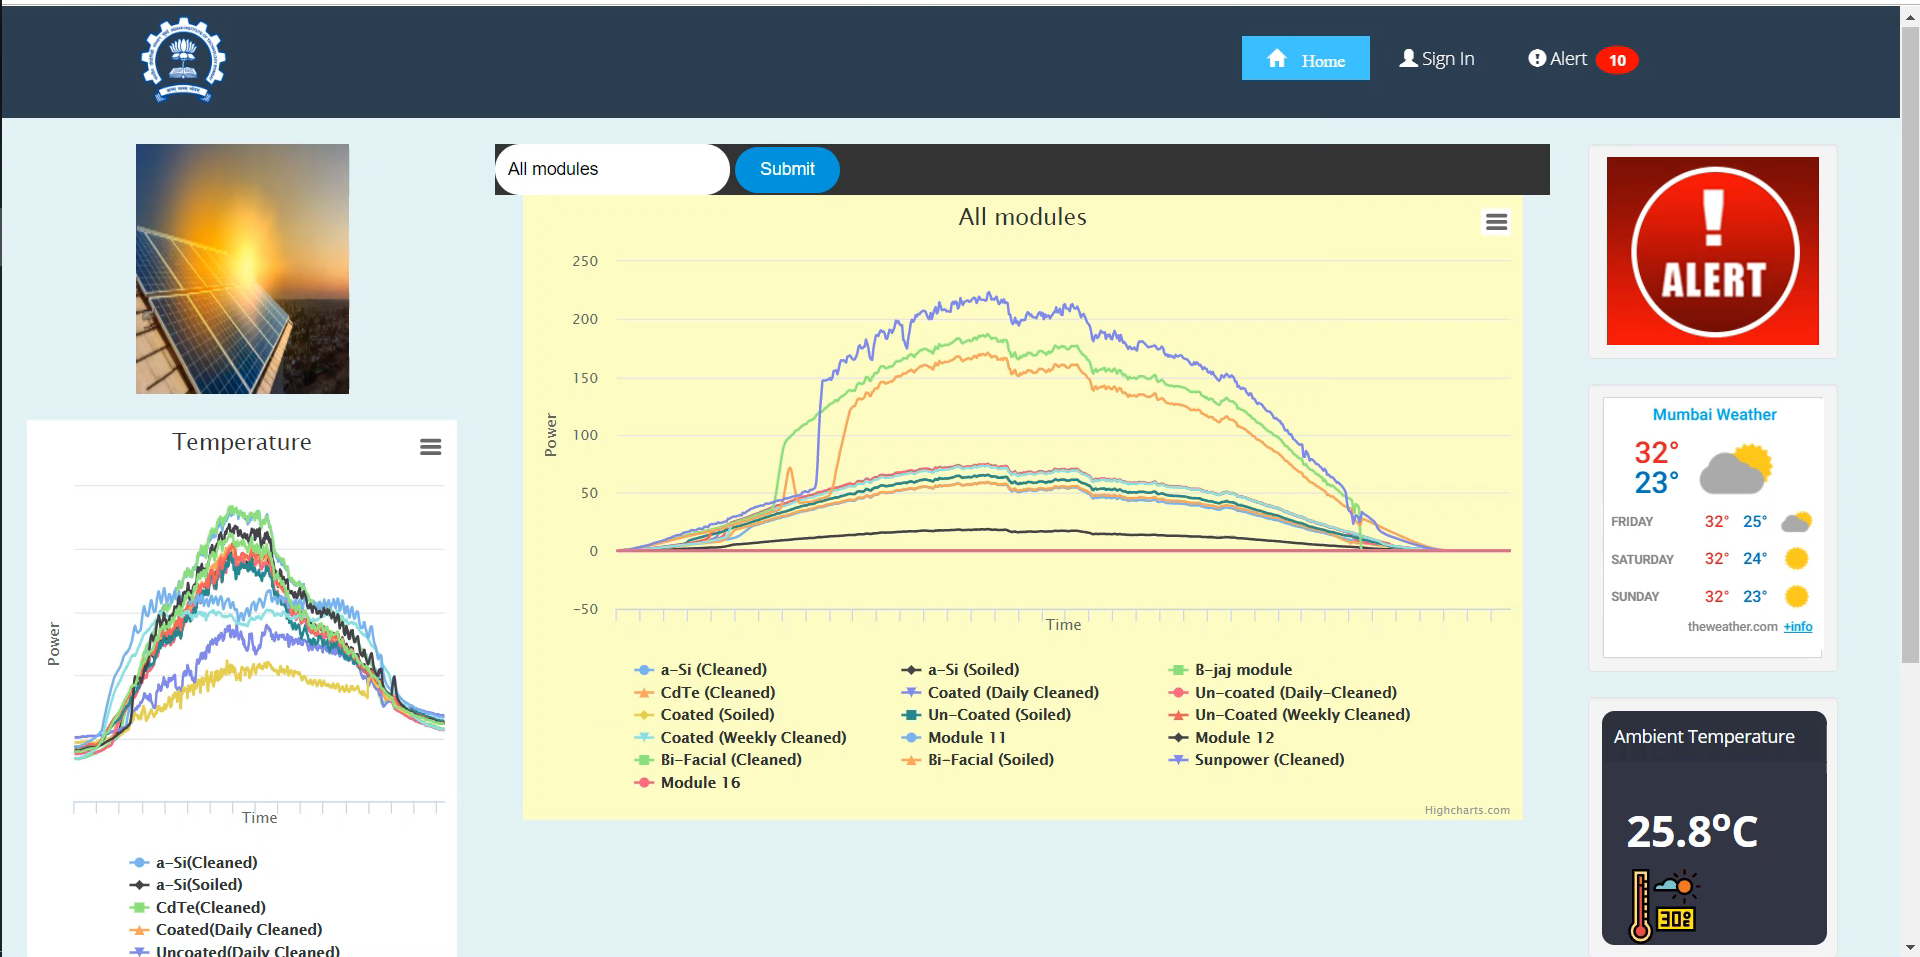 Home
Sign In
Alert 10
All modules
Submit
All modules
250
200
150
100
50
0
−50
Power
Time
a-Si (Cleaned)
a-Si (Soiled)
B-jaj module
CdTe (Cleaned)
Coated (Daily Cleaned)
Un-coated (Daily-Cleaned)
Coated (Soiled)
Un-Coated (Soiled)
Un-Coated (Weekly Cleaned)
Coated (Weekly Cleaned)
Module 11
Module 12
Bi-Facial (Cleaned)
Bi-Facial (Soiled)
Sunpower (Cleaned)
Module 16
Highcharts.com
Temperature
Power
Time
a-Si(Cleaned)
a-Si(Soiled)
CdTe(Cleaned)
Coated(Daily Cleaned)
Uncoated(Daily Cleaned)
!
ALERT
Mumbai Weather
32°
23°
FRIDAY 32° 25°
SATURDAY 32° 24°
SUNDAY 32° 23°
theweather.com +info
Ambient Temperature
25.8°C
30°